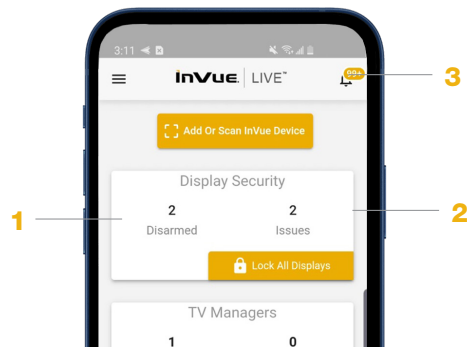 3:11
InVue. LIVE™
99+
3
Add Or Scan InVue Device
Display Security
1
2 2
2
Disarmed Issues
Lock All Displays
TV Managers
1 0